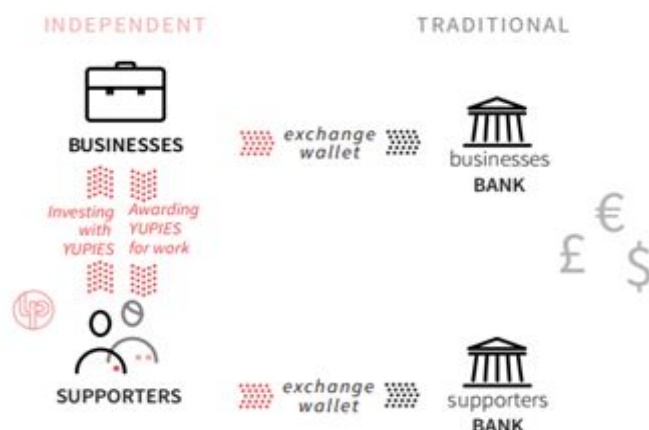 INDEPENDENT
TRADITIONAL
BUSINESSES
exchange
wallet
businesses
BANK
Investing
with
YUPIES
Awarding
YUPIES
for work
£ € $
SUPPORTERS
exchange
wallet
supporters
BANK